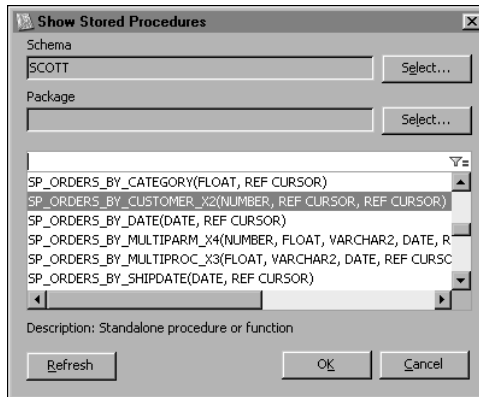 Show Stored Procedures
Schema
SCOTT
Select...
Package
Select...
SP_ORDERS_BY_CATEGORY(FLOAT, REF CURSOR)
SP_ORDERS_BY_CUSTOMER_X2(NUMBER, REF CURSOR, REF CURSOR)
SP_ORDERS_BY_DATE(DATE, REF CURSOR)
SP_ORDERS_BY_MULTIPARM_X4(NUMBER, FLOAT, VARCHAR2, DATE, R
SP_ORDERS_BY_MULTIPROC_X3(FLOAT, VARCHAR2, DATE, REF CURSC
SP_ORDERS_BY_SHIPDATE(DATE, REF CURSOR)
Description: Standalone procedure or function
Refresh
OK
Cancel